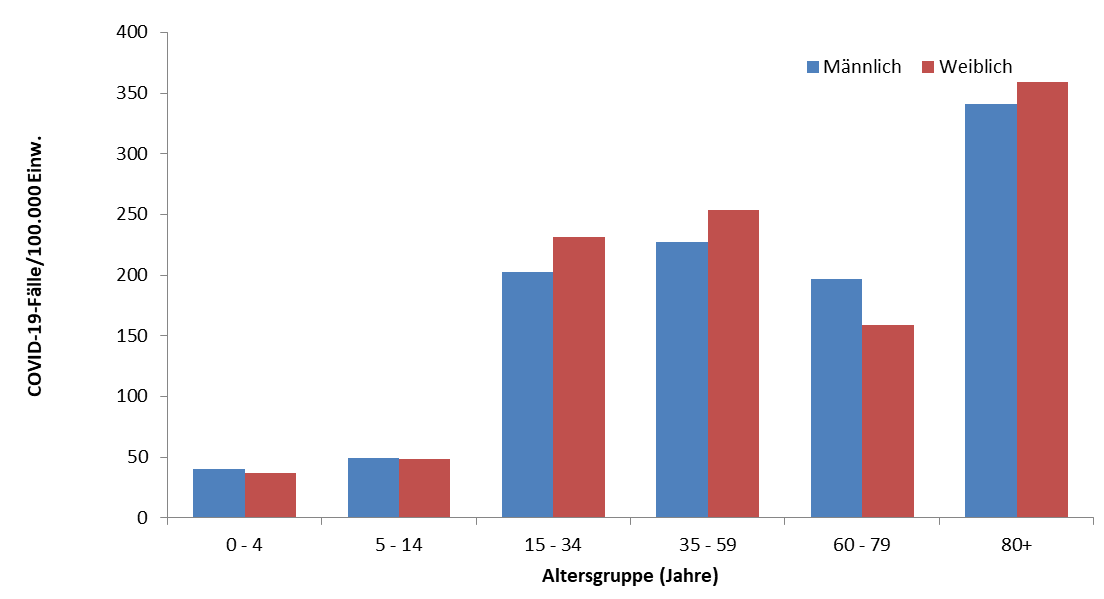 400
350
300
250
200
150
100
50
0
COVID-19-Fälle/100.000 Einw.
Männlich Weiblich
0 - 4 5 - 14 15 - 34 35 - 59 60 - 79 80+
Altersgruppe (Jahre)